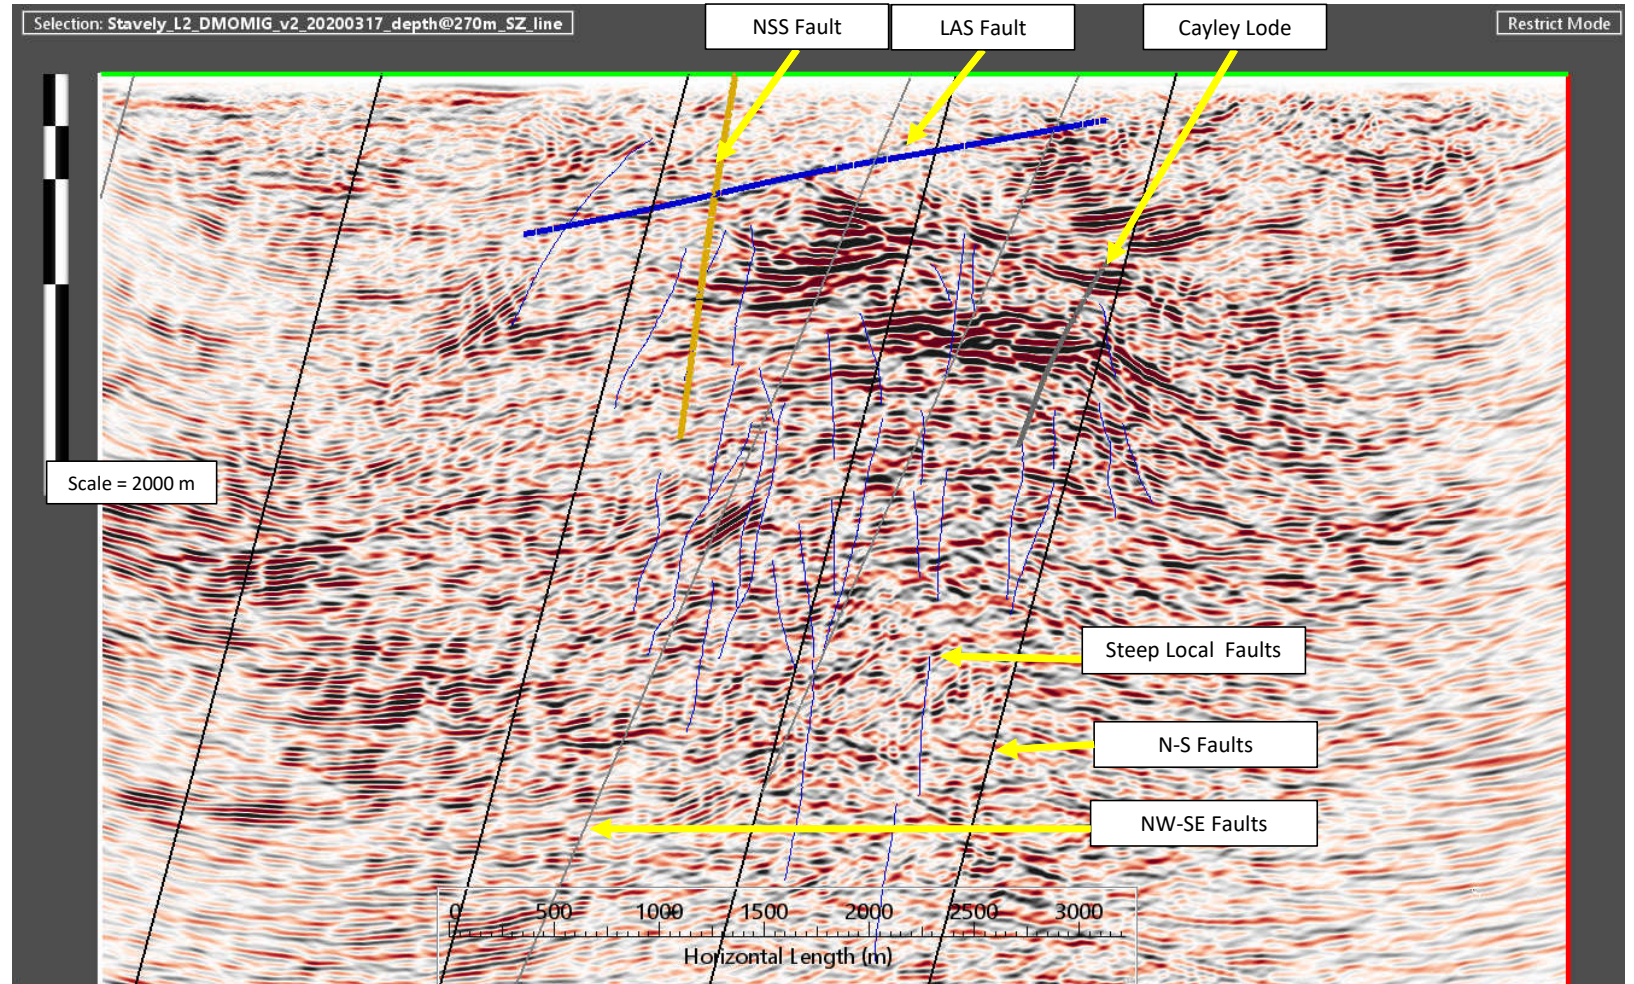 Selection: Stavely_L2_DMOMIG_v2_20200317_depth@270m_SZ_line
NSS Fault
LAS Fault
Cayley Lode
Restrict Mode
Scale = 2000 m
Steep Local Faults
N-S Faults
NW-SE Faults
0 500 1000 1500 2000 2500 3000
Horizontal Length (m)